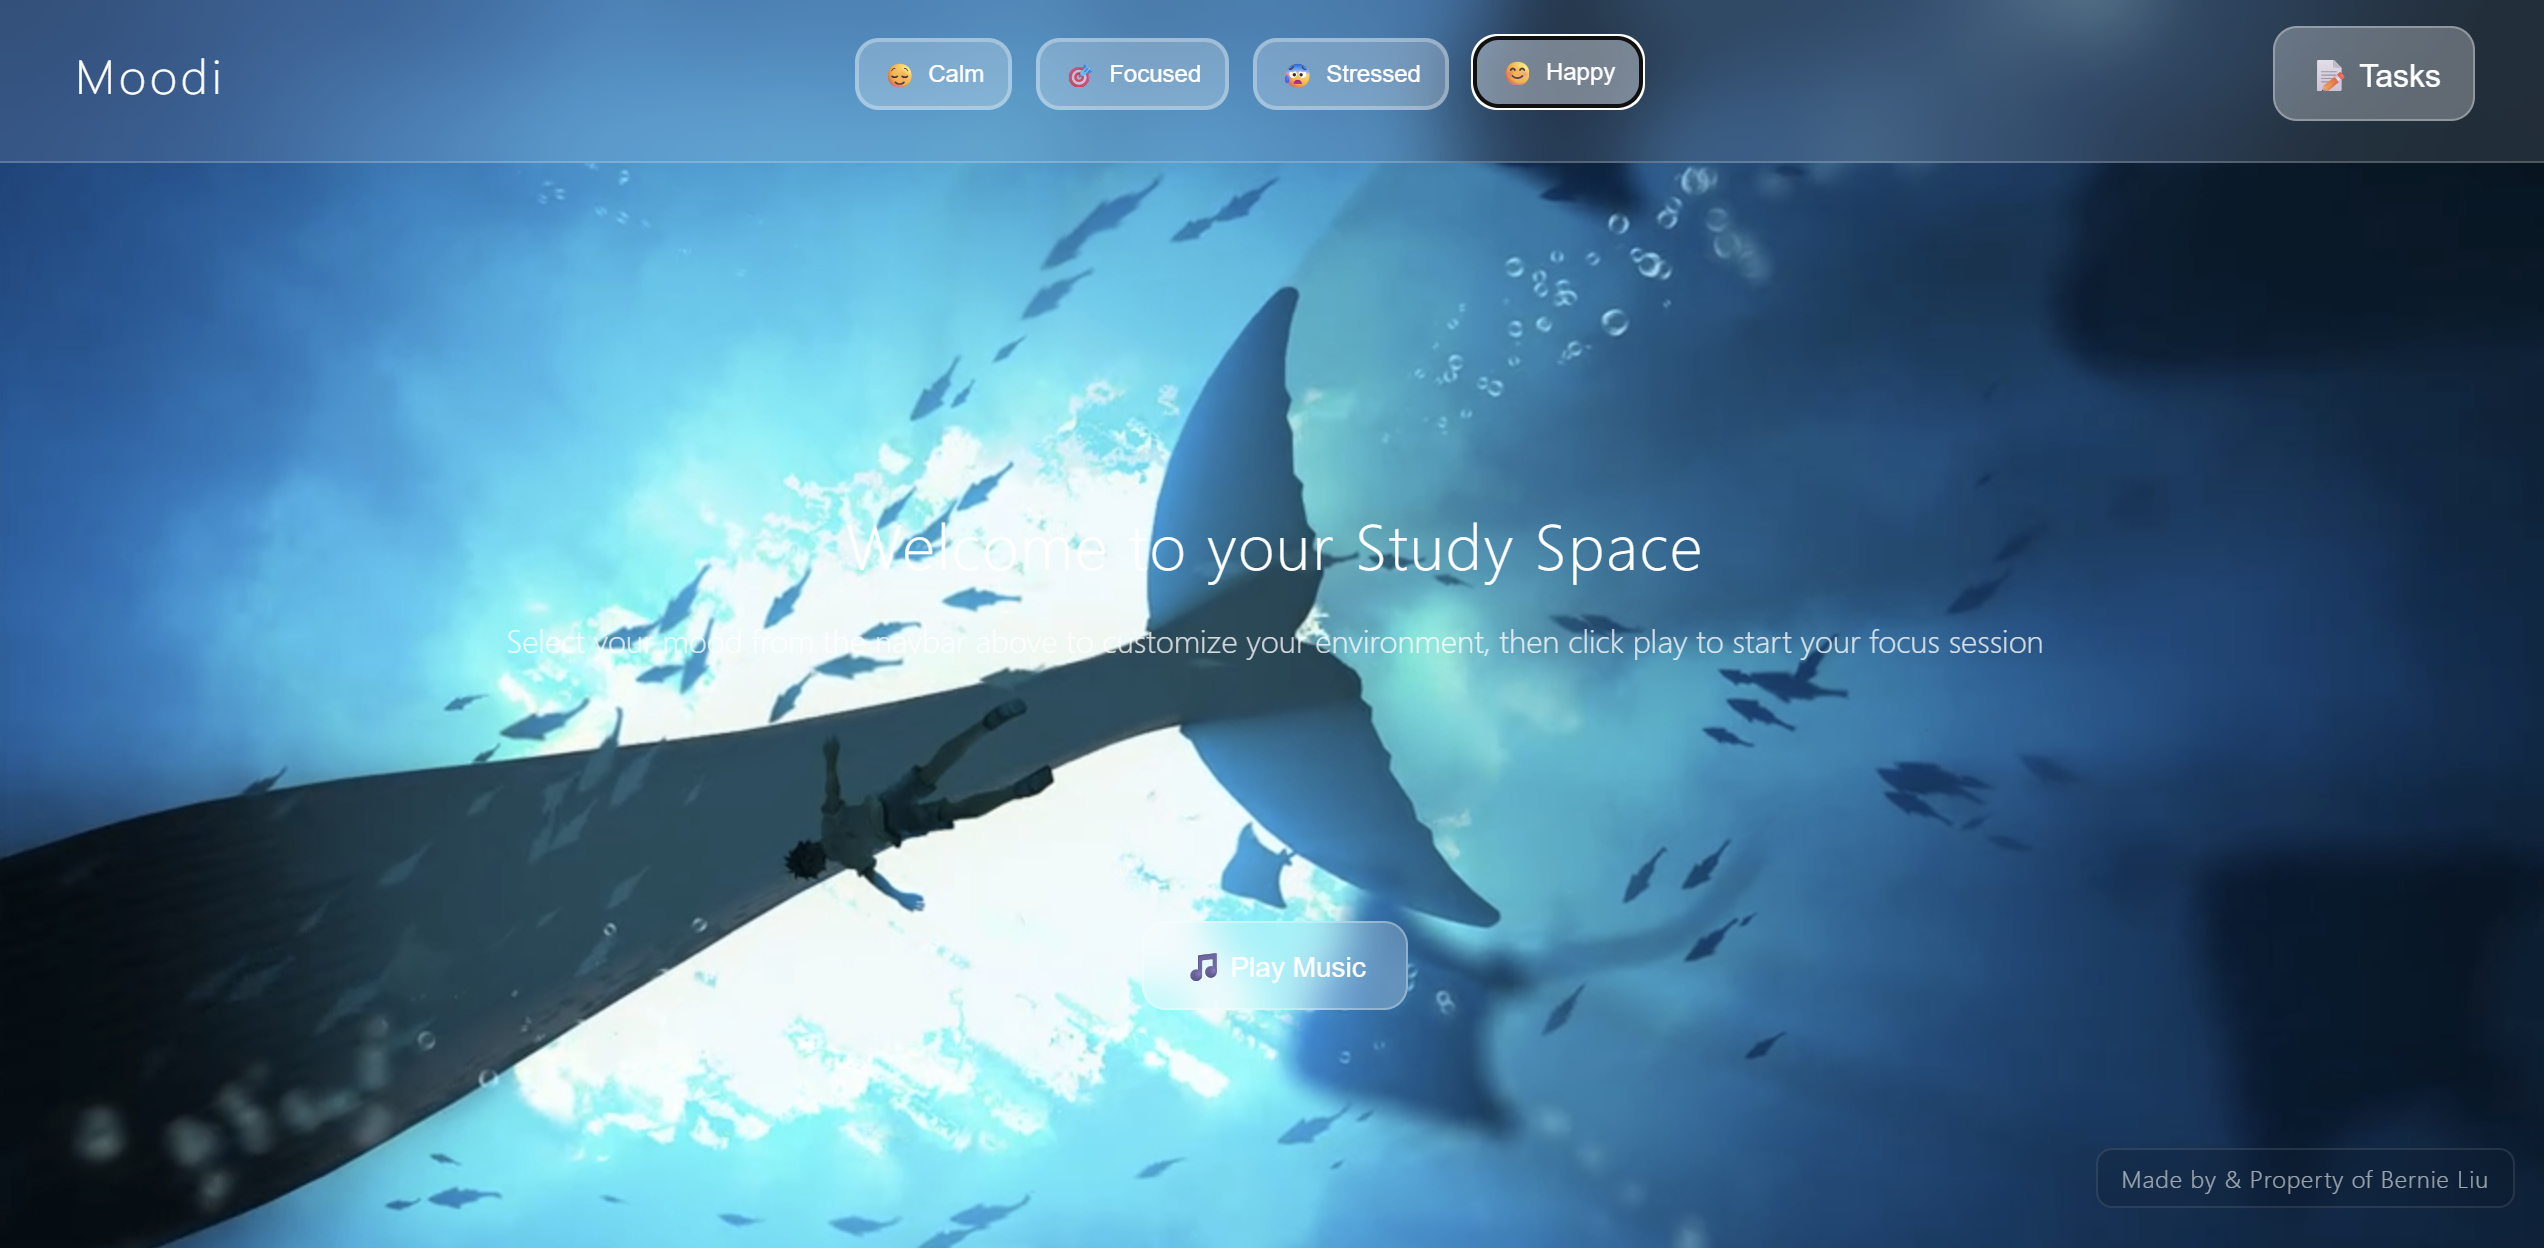 Moodi
😌 Calm
🎯 Focused
😰 Stressed
😊 Happy
📝 Tasks
Welcome to your Study Space
Select your mood from the navbar above to customize your environment, then click play to start your focus session
🎵 Play Music
Made by & Property of Bernie Liu